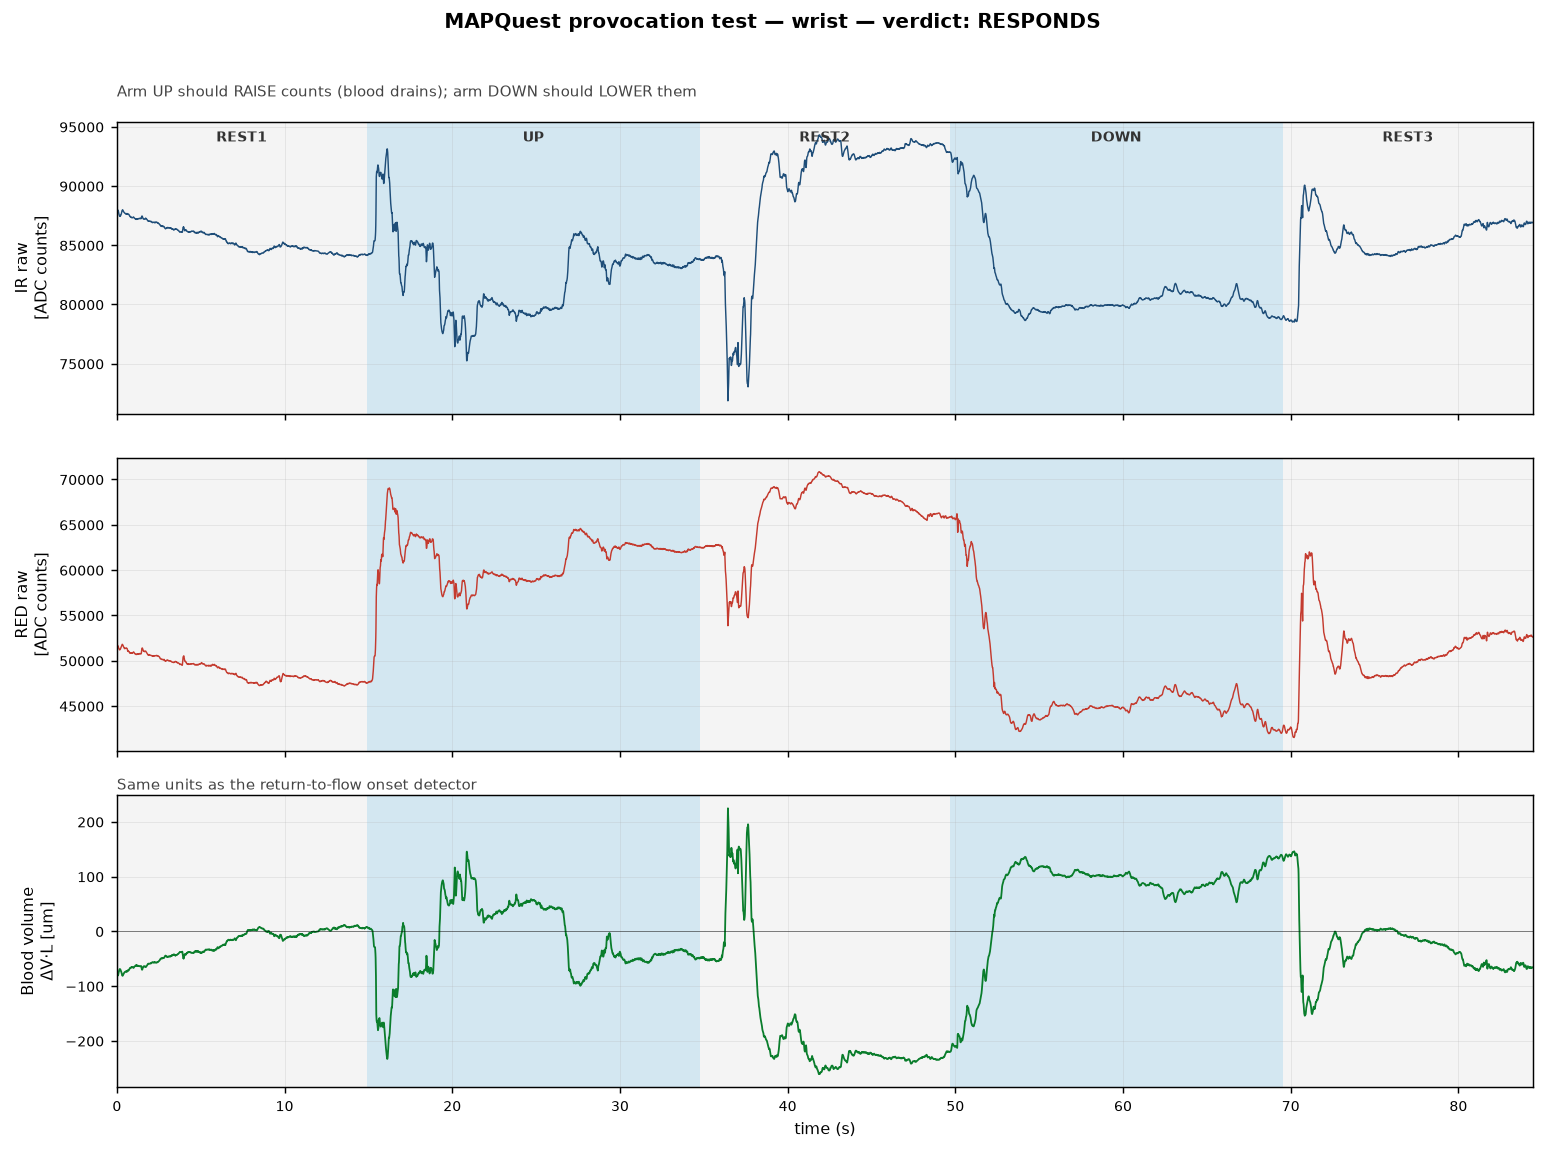 MAPQuest provocation test — wrist — verdict: RESPONDS
Arm UP should RAISE counts (blood drains); arm DOWN should LOWER them
REST1 UP REST2 DOWN REST3
IR raw
[ADC counts]
95000
90000
85000
80000
75000
RED raw
[ADC counts]
70000
65000
60000
55000
50000
45000
Same units as the return-to-flow onset detector
Blood volume
ΔV·L [um]
200
100
0
−100
−200
0 10 20 30 40 50 60 70 80
time (s)